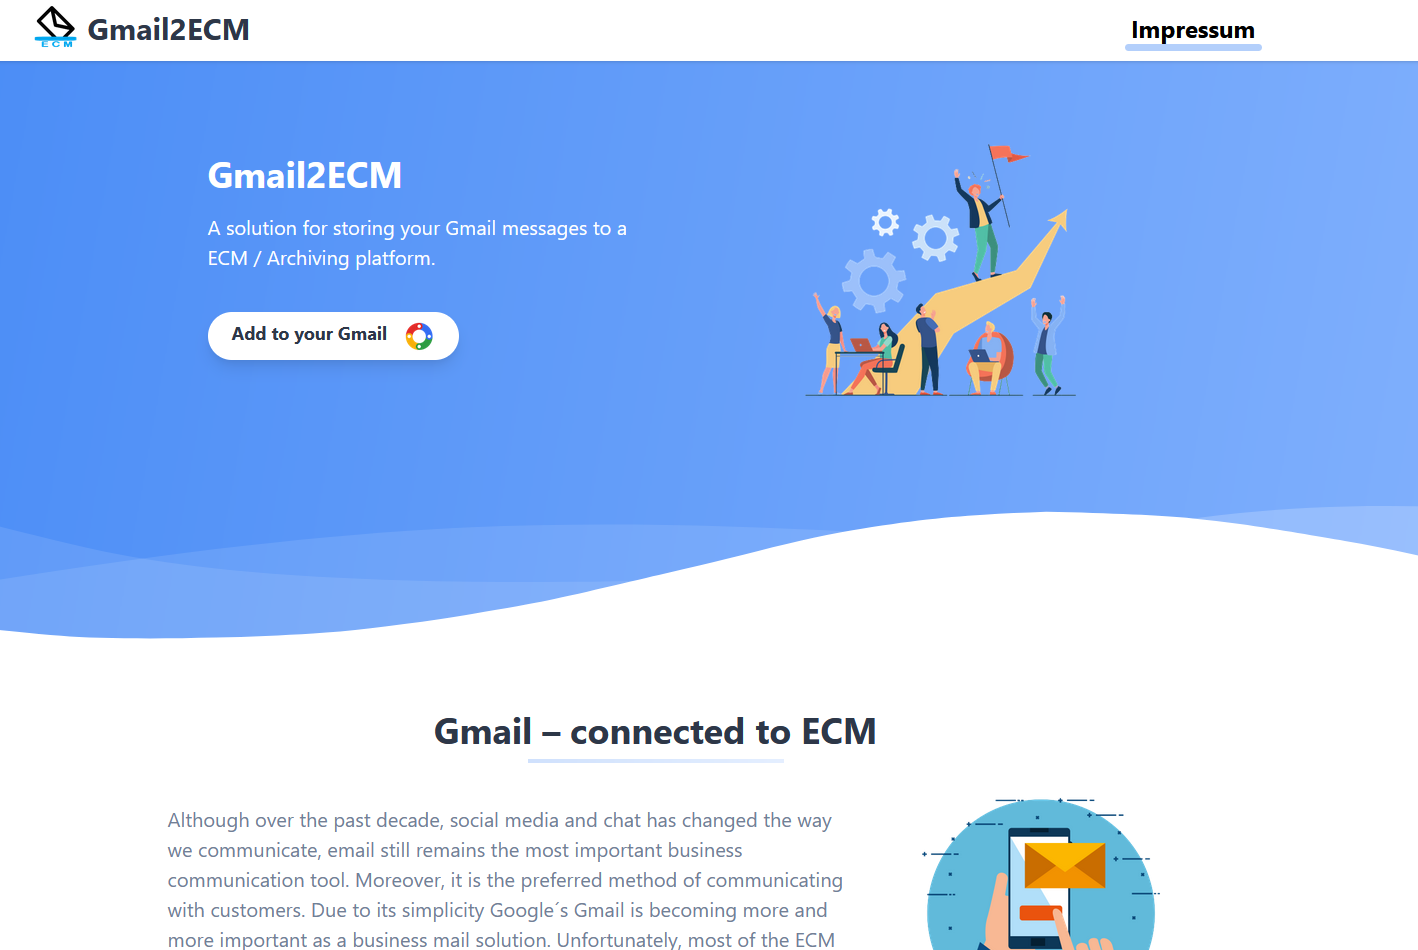 ECM
Gmail2ECM
Impressum
Gmail2ECM
A solution for storing your Gmail messages to a
ECM / Archiving platform.
Add to your Gmail
Gmail – connected to ECM
Although over the past decade, social media and chat has changed the way
we communicate, email still remains the most important business
communication tool. Moreover, it is the preferred method of communicating
with customers. Due to its simplicity Google´s Gmail is becoming more and
more important as a business mail solution. Unfortunately, most of the ECM